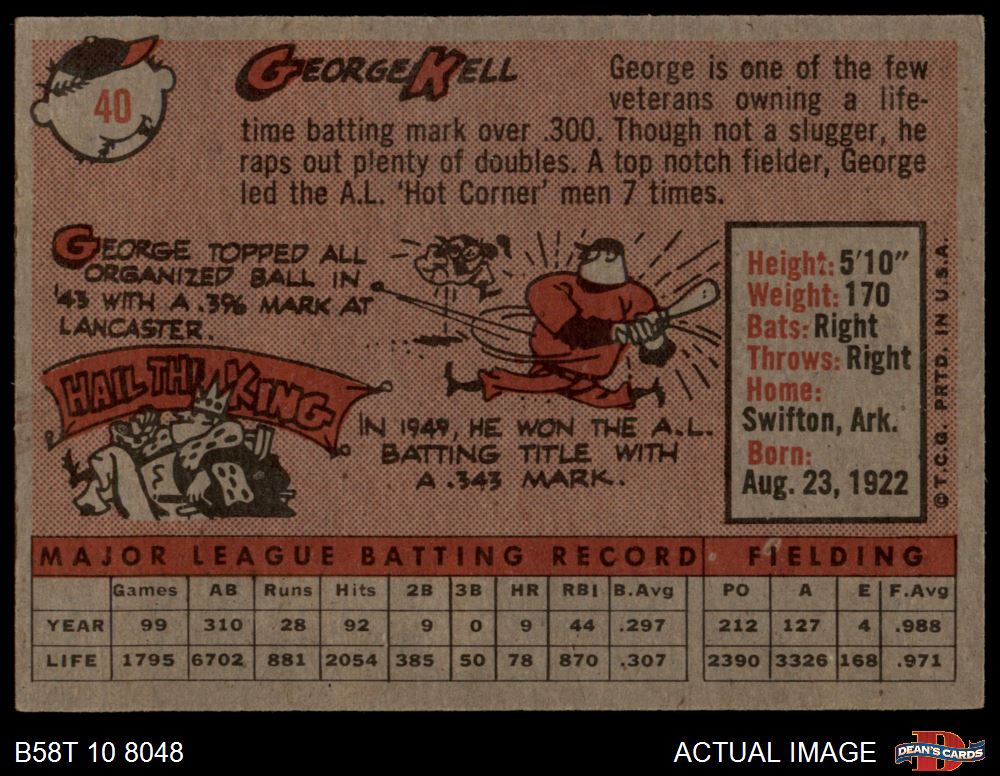 40
GEORGE KELL
George is one of the few
veterans owning a life-
time batting mark over .300. Though not a slugger, he
raps out plenty of doubles. A top notch fielder, George
led the A.L. 'Hot Corner' men 7 times.
GEORGE TOPPED ALL
ORGANIZED BALL IN
'43 WITH A .396 MARK AT
LANCASTER.
HAIL THE KING
IN 1949, HE WON THE A.L.
BATTING TITLE WITH
A .343 MARK.
Height: 5'10"
Weight: 170
Bats: Right
Throws: Right
Home:
Swifton, Ark.
Born:
Aug. 23, 1922
© T.C.G. PRTD. IN U.S.A.
MAJOR LEAGUE BATTING RECORD FIELDING
Games AB Runs Hits 2B 3B HR RBI B.Avg PO A E F.Avg
YEAR 99 310 28 92 9 0 9 44 .297 212 127 4 .988
LIFE 1795 6702 881 2054 385 50 78 870 .307 2390 3326 168 .971
B58T 10 8048 ACTUAL IMAGE DEAN'S CARDS